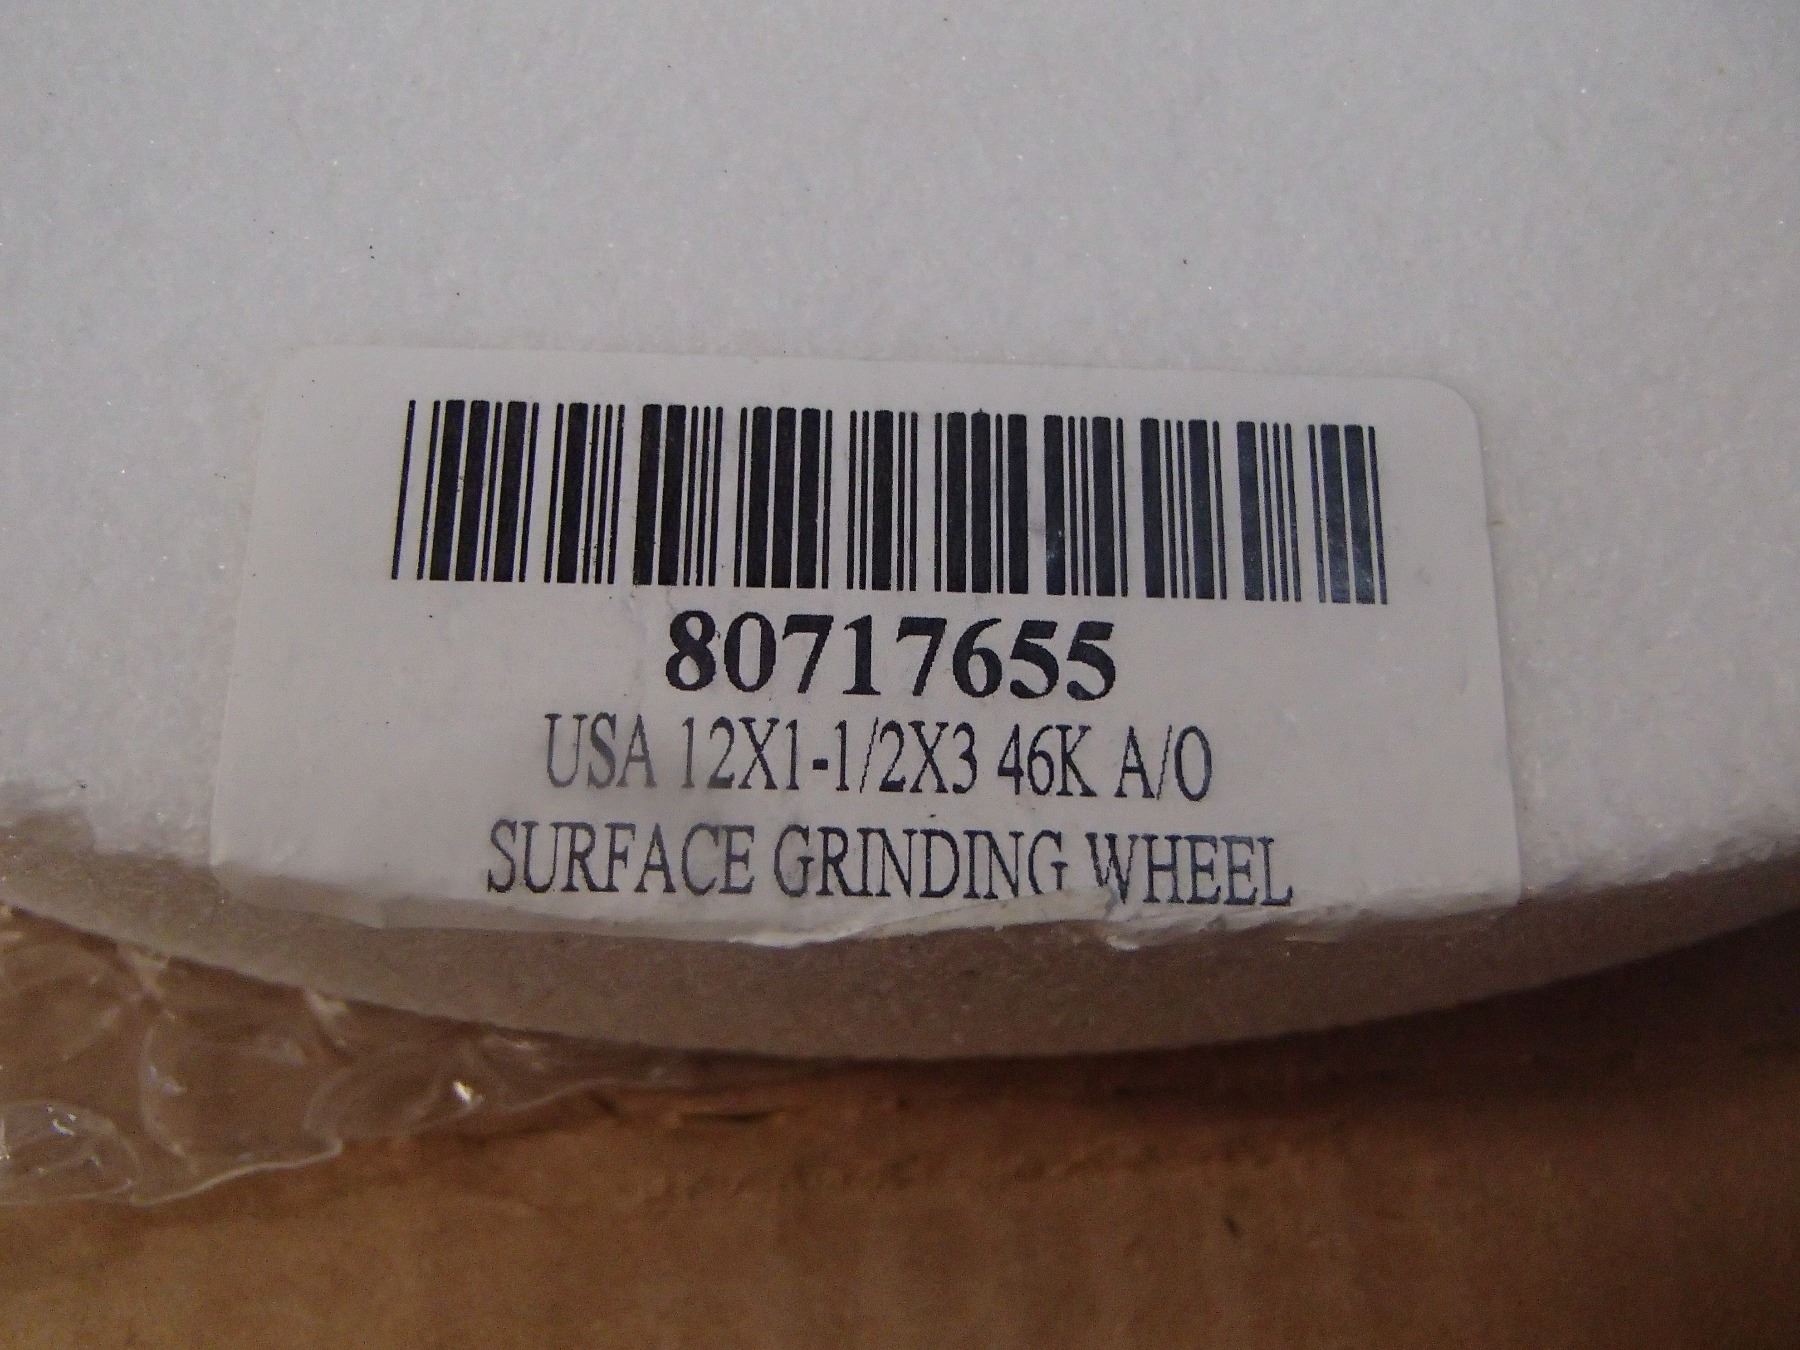 80717655
USA 12X1-1/2X3 46K A/O
SURFACE GRINDING WHEEL